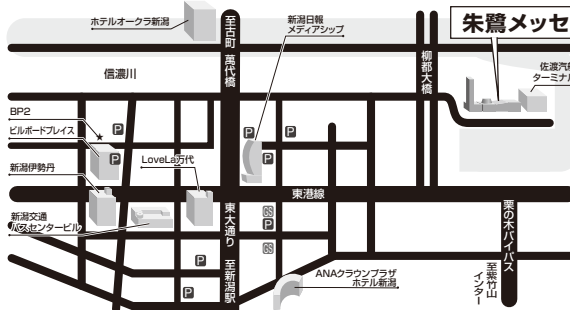 ホテルオークラ新潟
至古町
萬代橋
新潟日報
メディアシップ
柳都大橋
朱鷺メッセ
佐渡汽船
ターミナル
信濃川
BP2
ビルボードプレイス
P
P
P
P
P
新潟伊勢丹
LoveLa万代
東港線
新潟交通
バスセンタービル
東大通り
至新潟駅
GS
P
GS
P
P
ANAクラウンプラザ
ホテル新潟
栗の木バイパス
至紫竹山
インター